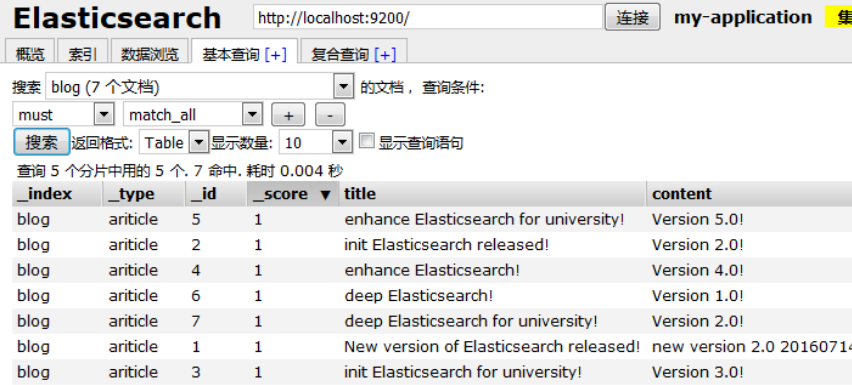 Elasticsearch http://localhost:9200/ 连接 my-application 集
概览 索引 数据浏览 基本查询 [+] 复合查询 [+]
搜索 blog (7 个文档) 的文档，查询条件:
must match_all + -
搜索 返回格式: Table 显示数量: 10 显示查询语句
查询 5 个分片中用的 5 个. 7 命中. 耗时 0.004 秒
_index _type _id _score ▼ title content
blog ariticle 5 1 enhance Elasticsearch for university! Version 5.0!
blog ariticle 2 1 init Elasticsearch released! Version 2.0!
blog ariticle 4 1 enhance Elasticsearch! Version 4.0!
blog ariticle 6 1 deep Elasticsearch! Version 1.0!
blog ariticle 7 1 deep Elasticsearch for university! Version 2.0!
blog ariticle 1 1 New version of Elasticsearch released! new version 2.0 20160714
blog ariticle 3 1 init Elasticsearch for university! Version 3.0!